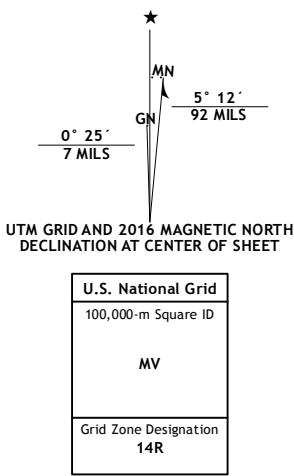 MN
GN
5° 12´
92 MILS
0° 25´
7 MILS
UTM GRID AND 2016 MAGNETIC NORTH
DECLINATION AT CENTER OF SHEET
U.S. National Grid
100,000-m Square ID
MV
Grid Zone Designation
14R